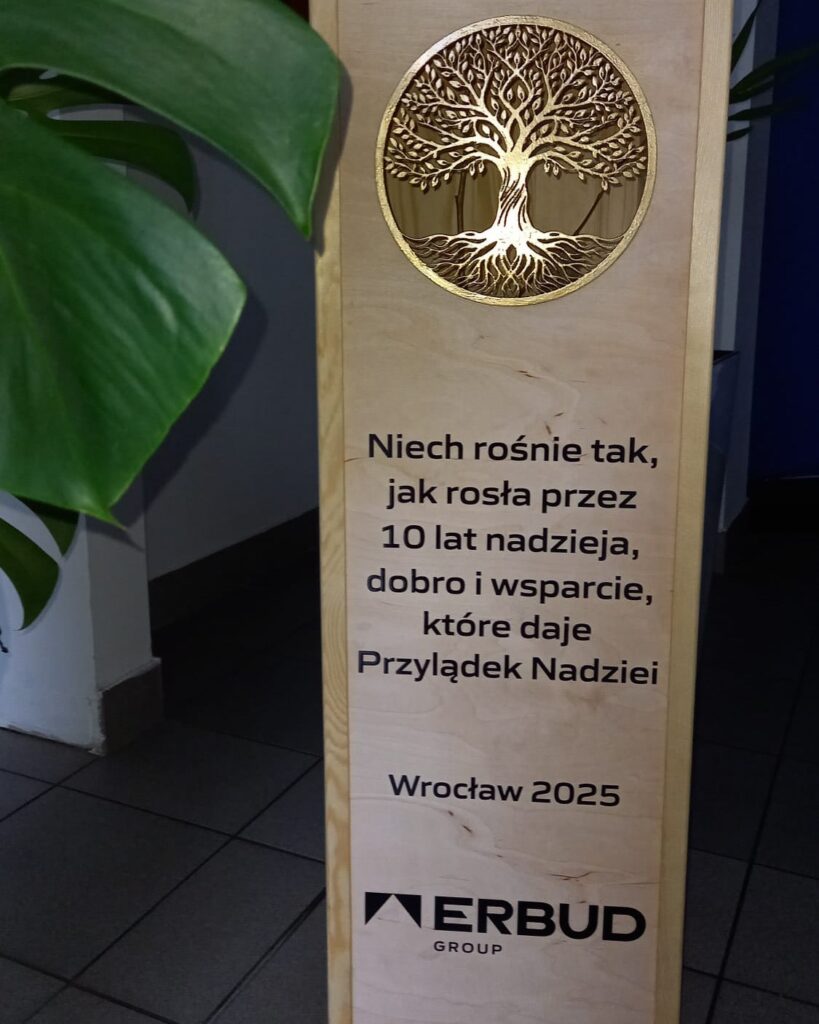 Niech rośnie tak,
jak rosła przez
10 lat nadzieja,
dobro i wsparcie,
które daje
Przylądek Nadziei
Wrocław 2025
ERBUD
GROUP